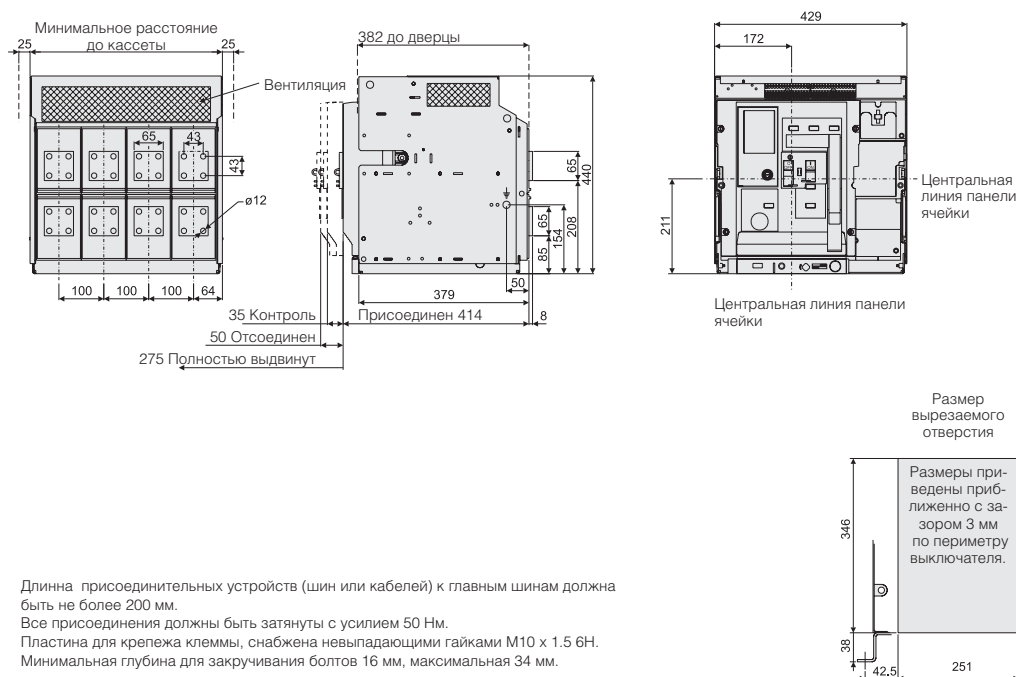 Минимальное расстояние
до кассеты
25
25
Вентиляция
65
43
43
ø12
100
100
100
64
382 до дверцы
65
440
65
154
208
85
50
379
35 Контроль
Присоединен 414
8
50 Отсоединен
275 Полностью выдвинут
429
172
211
Центральная
линия панели
ячейки
Центральная линия панели
ячейки
Размер
вырезаемого
отверстия
Размеры при-
ведены приб-
лиженно с за-
зором 3 мм
по периметру
выключателя.
346
38
42.5
251
Длинна присоединительных устройств (шин или кабелей) к главным шинам должна
быть не более 200 мм.
Все присоединения должны быть затянуты с усилием 50 Нм.
Пластина для крепежа клеммы, снабжена невыпадающими гайками М10 х 1.5 6Н.
Минимальная глубина для закручивания болтов 16 мм, максимальная 34 мм.